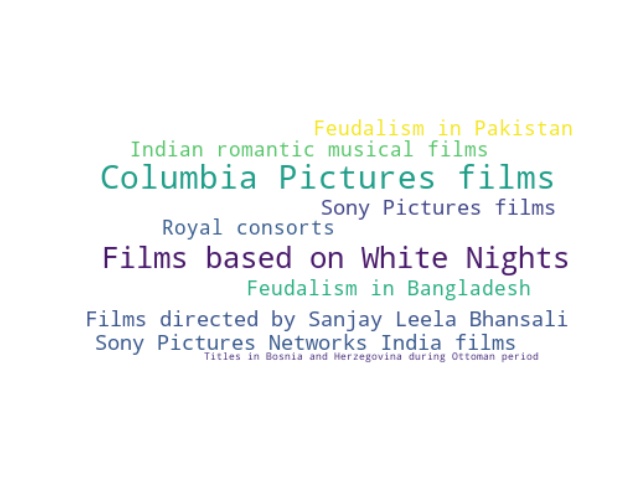 Feudalism in Pakistan
Indian romantic musical films
Columbia Pictures films
Sony Pictures films
Royal consorts
Films based on White Nights
Feudalism in Bangladesh
Films directed by Sanjay Leela Bhansali
Sony Pictures Networks India films
Titles in Bosnia and Herzegovina during Ottoman period